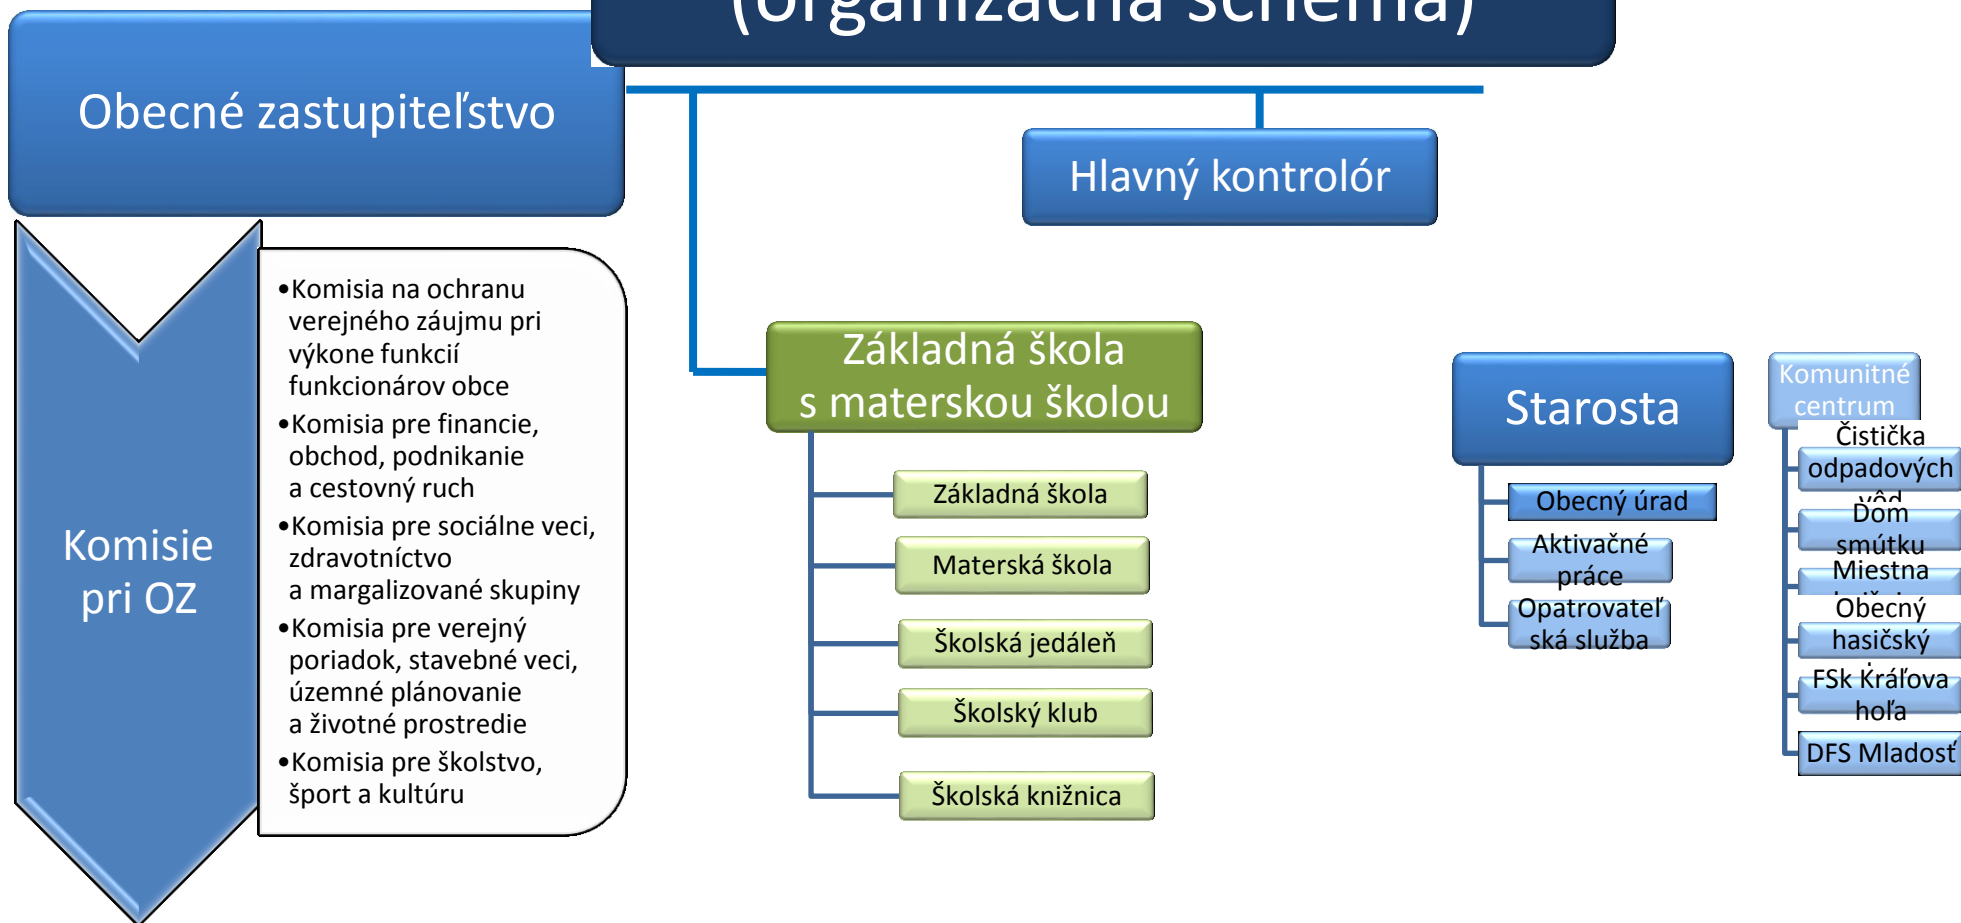 (organizačná schéma)
Obecné zastupiteľstvo
Hlavný kontrolór
Komisie
pri OZ
•Komisia na ochranu
verejného záujmu pri
výkone funkcií
funkcionárov obce
•Komisia pre financie,
obchod, podnikanie
a cestovný ruch
•Komisia pre sociálne veci,
zdravotníctvo
a margalizované skupiny
•Komisia pre verejný
poriadok, stavebné veci,
územné plánovanie
a životné prostredie
•Komisia pre školstvo,
šport a kultúru
Základná škola
s materskou školou
Základná škola
Materská škola
Školská jedáleň
Školský klub
Školská knižnica
Starosta
Obecný úrad
Aktivačné
práce
Opatrovateľ
ská služba
Komunitné
centrum
Čistička
odpadových
vôd
Dom
smútku
Miestna
Obecný
hasičský
FSk Kráľova
hoľa
DFS Mladosť